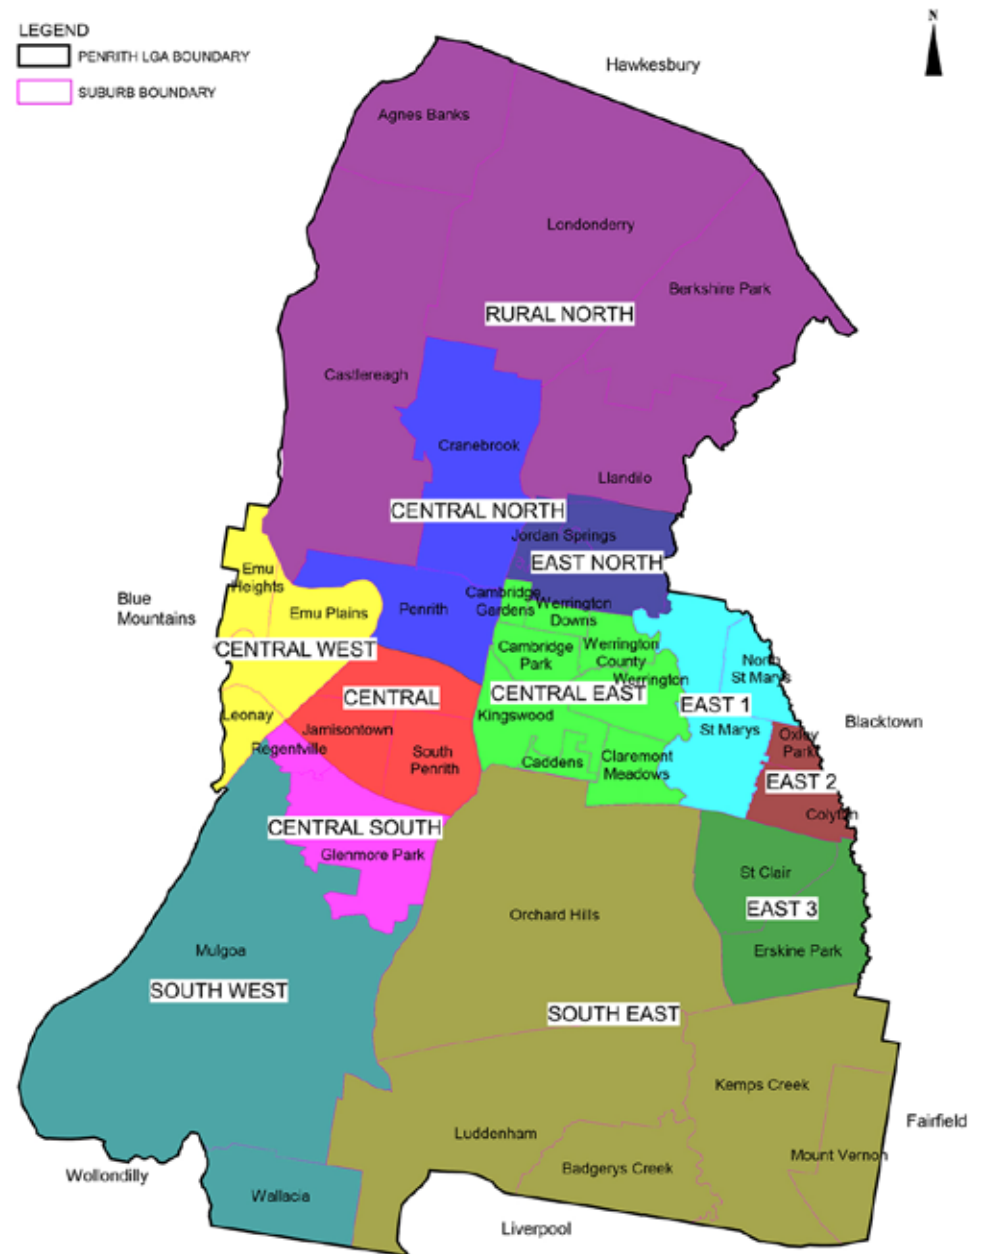 LEGEND
PENRITH LGA BOUNDARY
SUBURB BOUNDARY
N
Hawkesbury
Agnes Banks
Londonderry
Berkshire Park
RURAL NORTH
Castlereagh
Cranebrook
Llandilo
CENTRAL NORTH
Jordan Springs
EAST NORTH
Emu
Heights
Blue
Mountains
Emu Plains
Penrith
Cambridge
Gardens
Werrington
Downs
Cambridge
Park
Werrington
County
Werrington
CENTRAL WEST
North
St Marys
CENTRAL
CENTRAL EAST
EAST 1
Leonay
Jamisontown
Kingswood
St Marys
Blacktown
Regentville
South
Penrith
Caddens
Claremont
Meadows
Oxley
Park
EAST 2
Colyton
CENTRAL SOUTH
Glenmore Park
St Clair
EAST 3
Orchard Hills
Mulgoa
Erskine Park
SOUTH WEST
SOUTH EAST
Kemps Creek
Luddenham
Fairfield
Badgerys Creek
Mount Vernon
Wollondilly
Wallacia
Liverpool